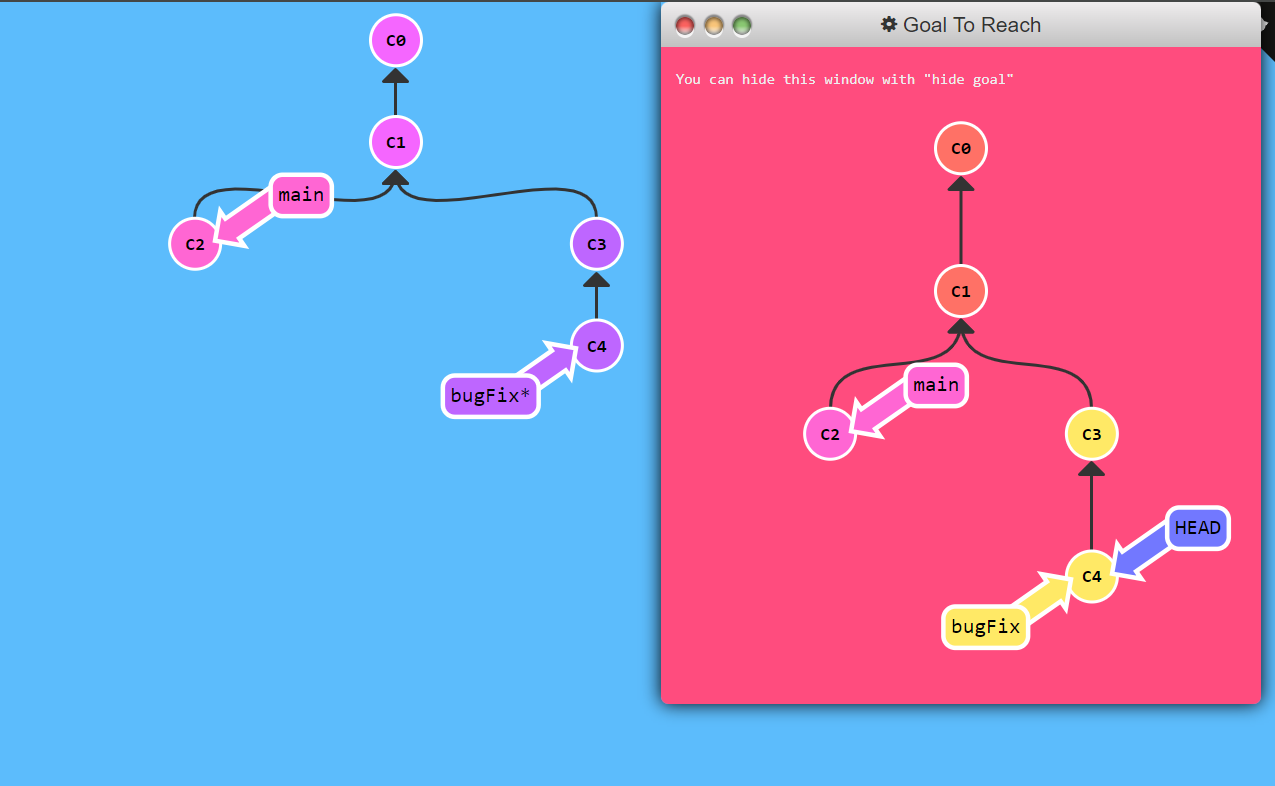 C0
C1
main
C2
C3
C4
bugFix*
Goal To Reach
You can hide this window with "hide goal"
C0
C1
main
C2
C3
HEAD
C4
bugFix